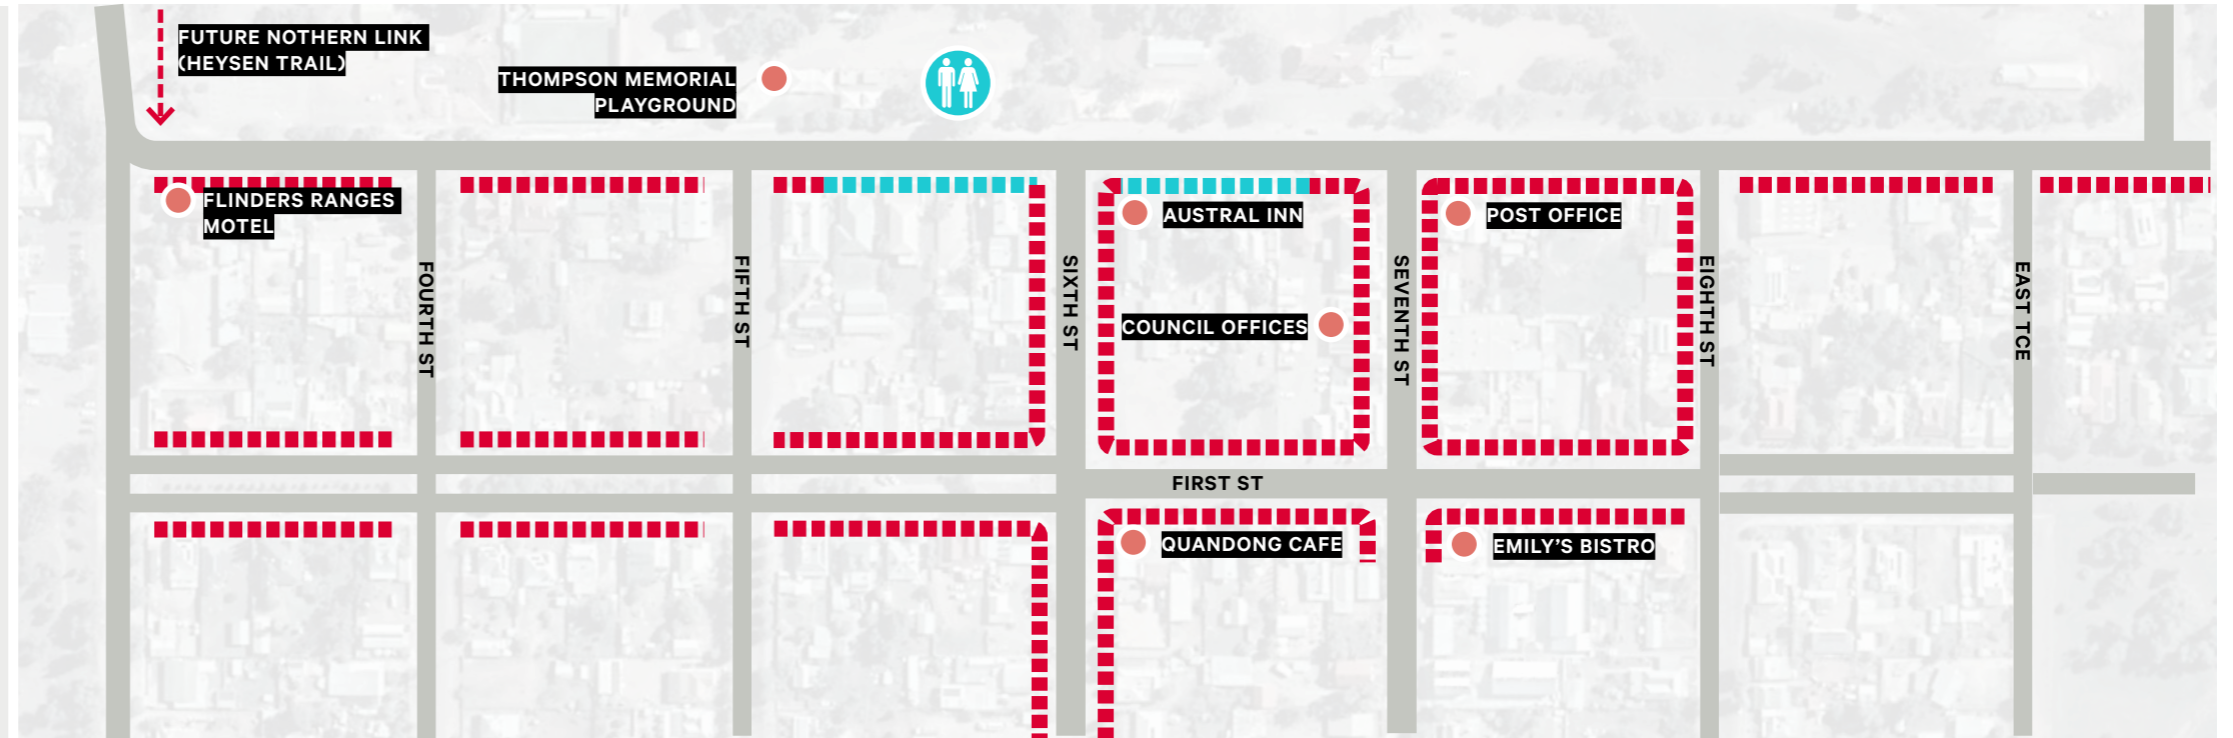 FUTURE NOTHERN LINK
(HEYSEN TRAIL)
THOMPSON MEMORIAL
PLAYGROUND
FLINDERS RANGES
MOTEL
AUSTRAL INN
POST OFFICE
FOURTH ST
FIFTH ST
SIXTH ST
SEVENTH ST
EIGHTH ST
EAST TCE
COUNCIL OFFICES
FIRST ST
QUANDONG CAFE
EMILY’S BISTRO